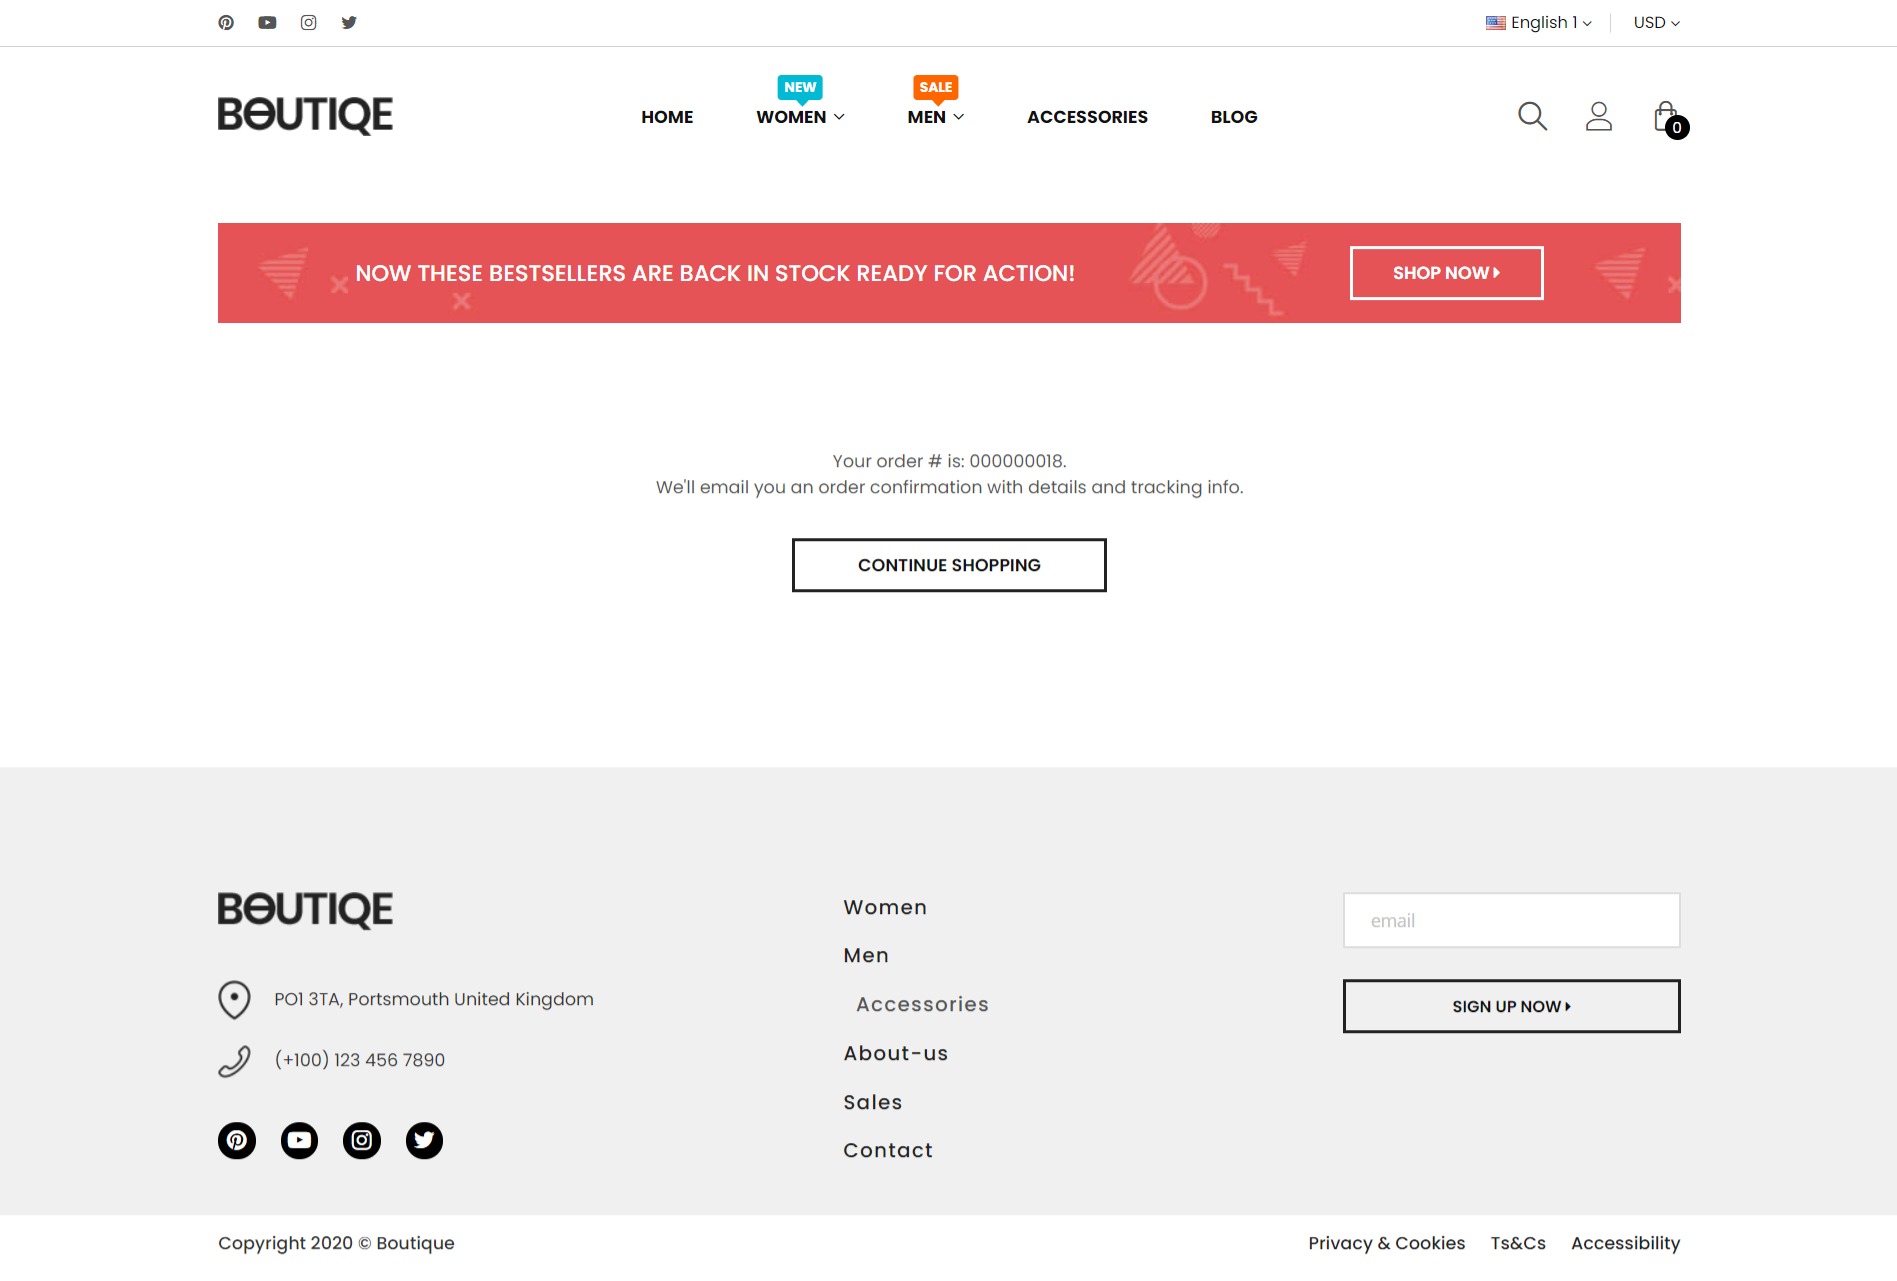 English 1
USD
NEW
SALE
BOUTIQE
HOME
WOMEN
MEN
ACCESSORIES
BLOG
0
NOW THESE BESTSELLERS ARE BACK IN STOCK READY FOR ACTION!
SHOP NOW
Your order # is: 000000018.
We'll email you an order confirmation with details and tracking info.
CONTINUE SHOPPING
BOUTIQE
PO1 3TA, Portsmouth United Kingdom
(+100) 123 456 7890
Women
Men
Accessories
About-us
Sales
Contact
email
SIGN UP NOW
Copyright 2020 © Boutique
Privacy & Cookies
Ts&Cs
Accessibility